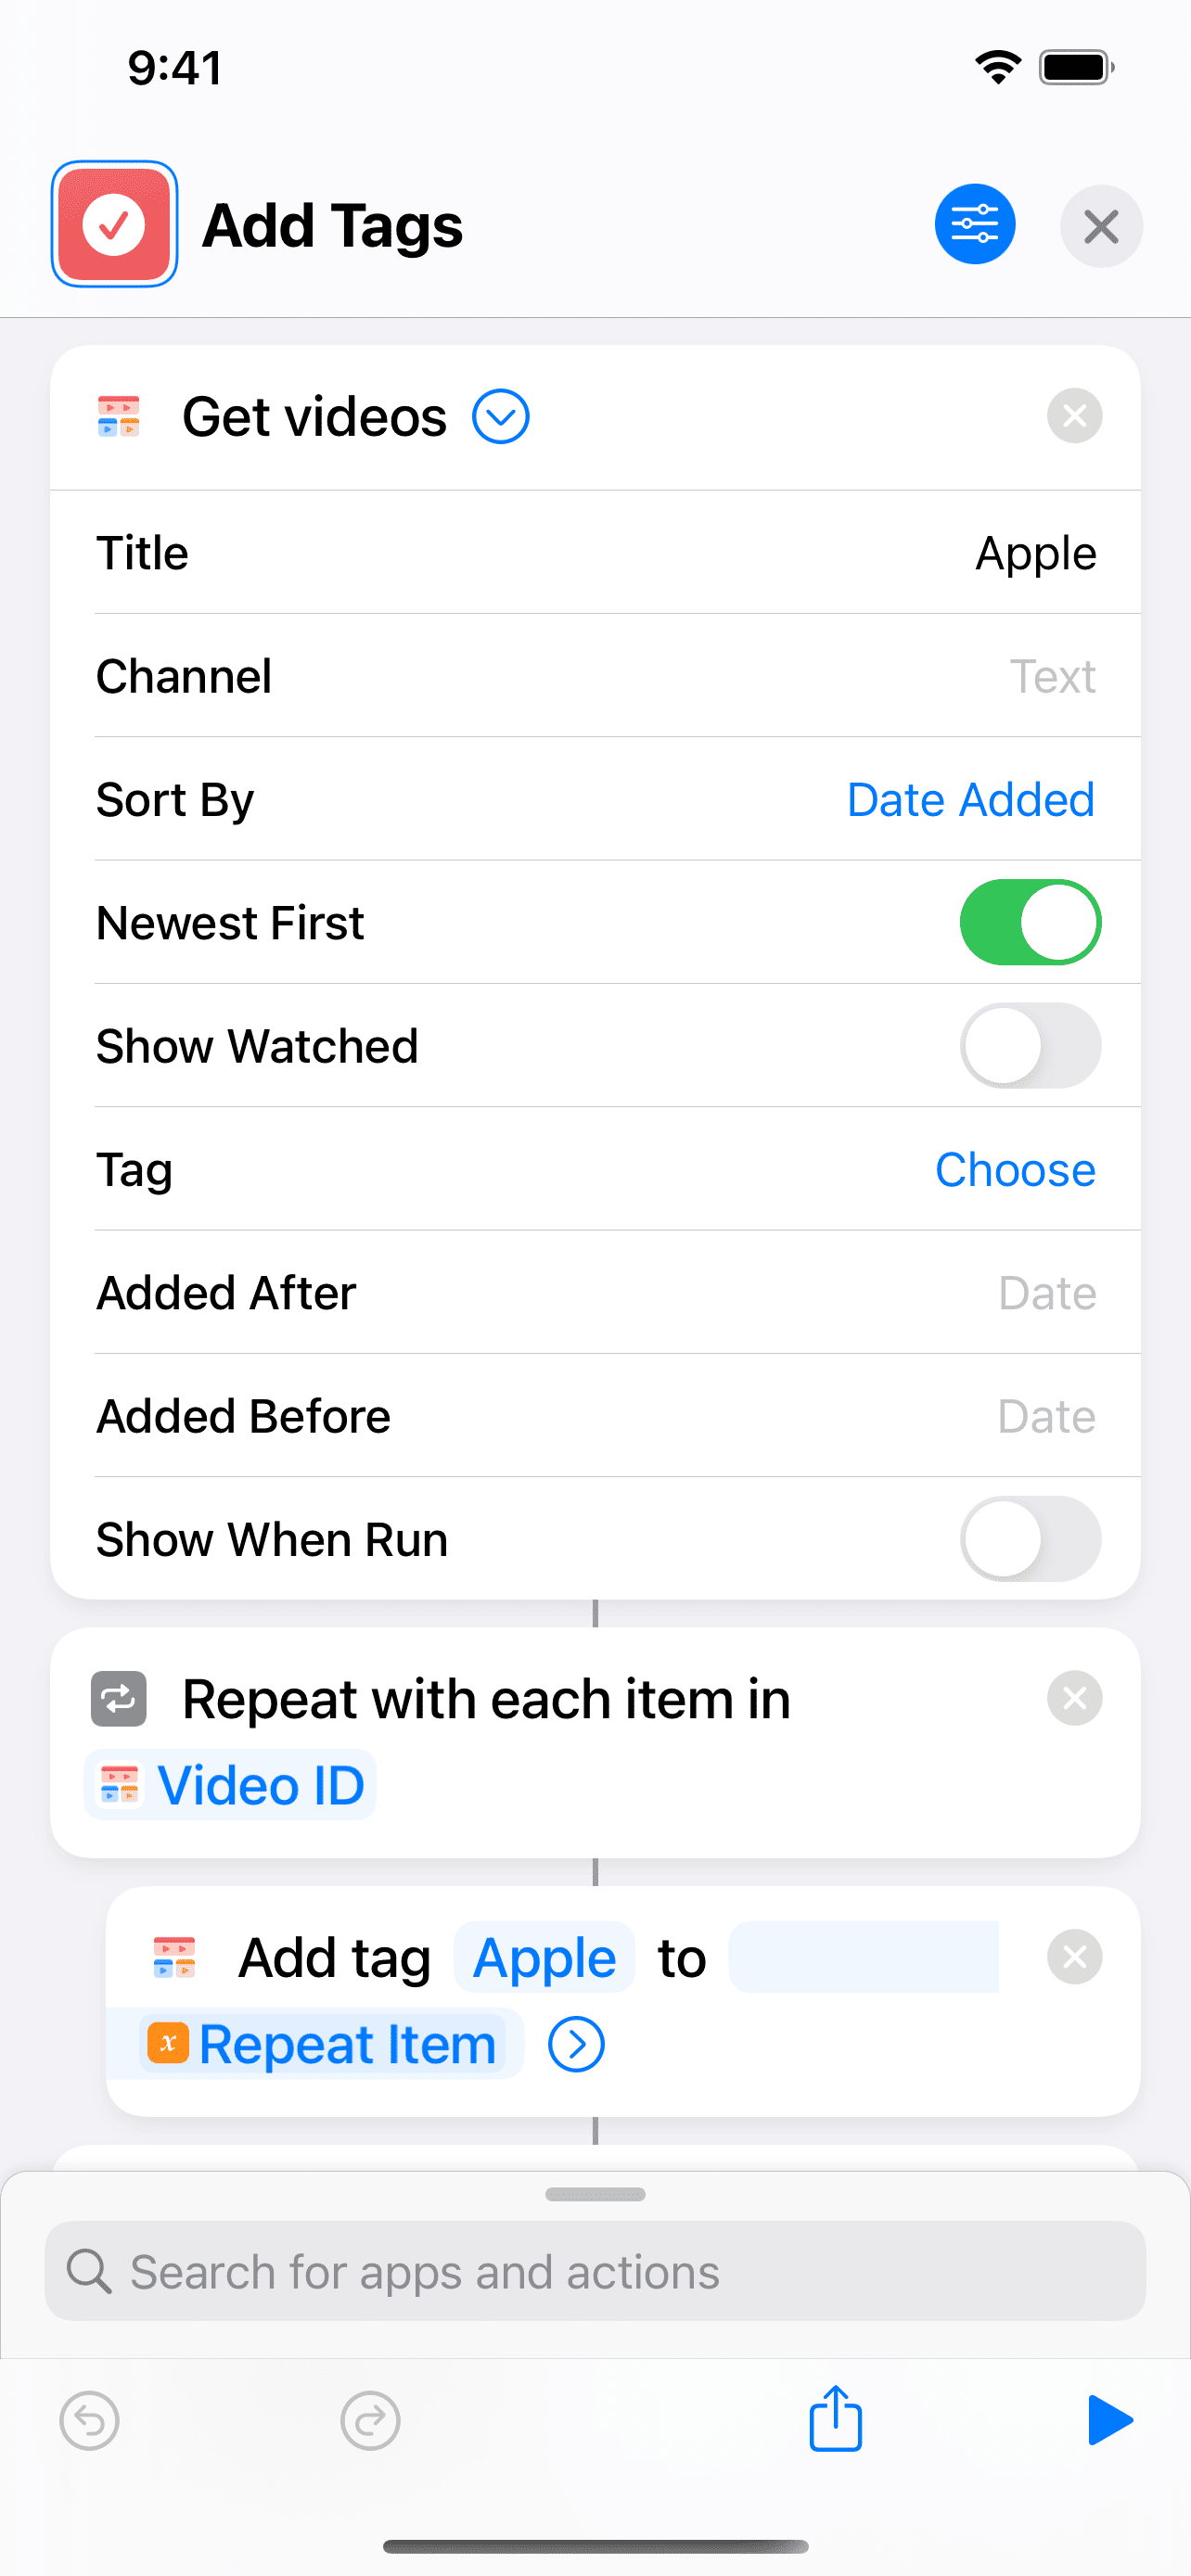 9:41
Add Tags
Get videos
Title Apple
Channel Text
Sort By Date Added
Newest First
Show Watched
Tag Choose
Added After Date
Added Before Date
Show When Run
Repeat with each item in
Video ID
Add tag Apple to
x Repeat Item
Search for apps and actions